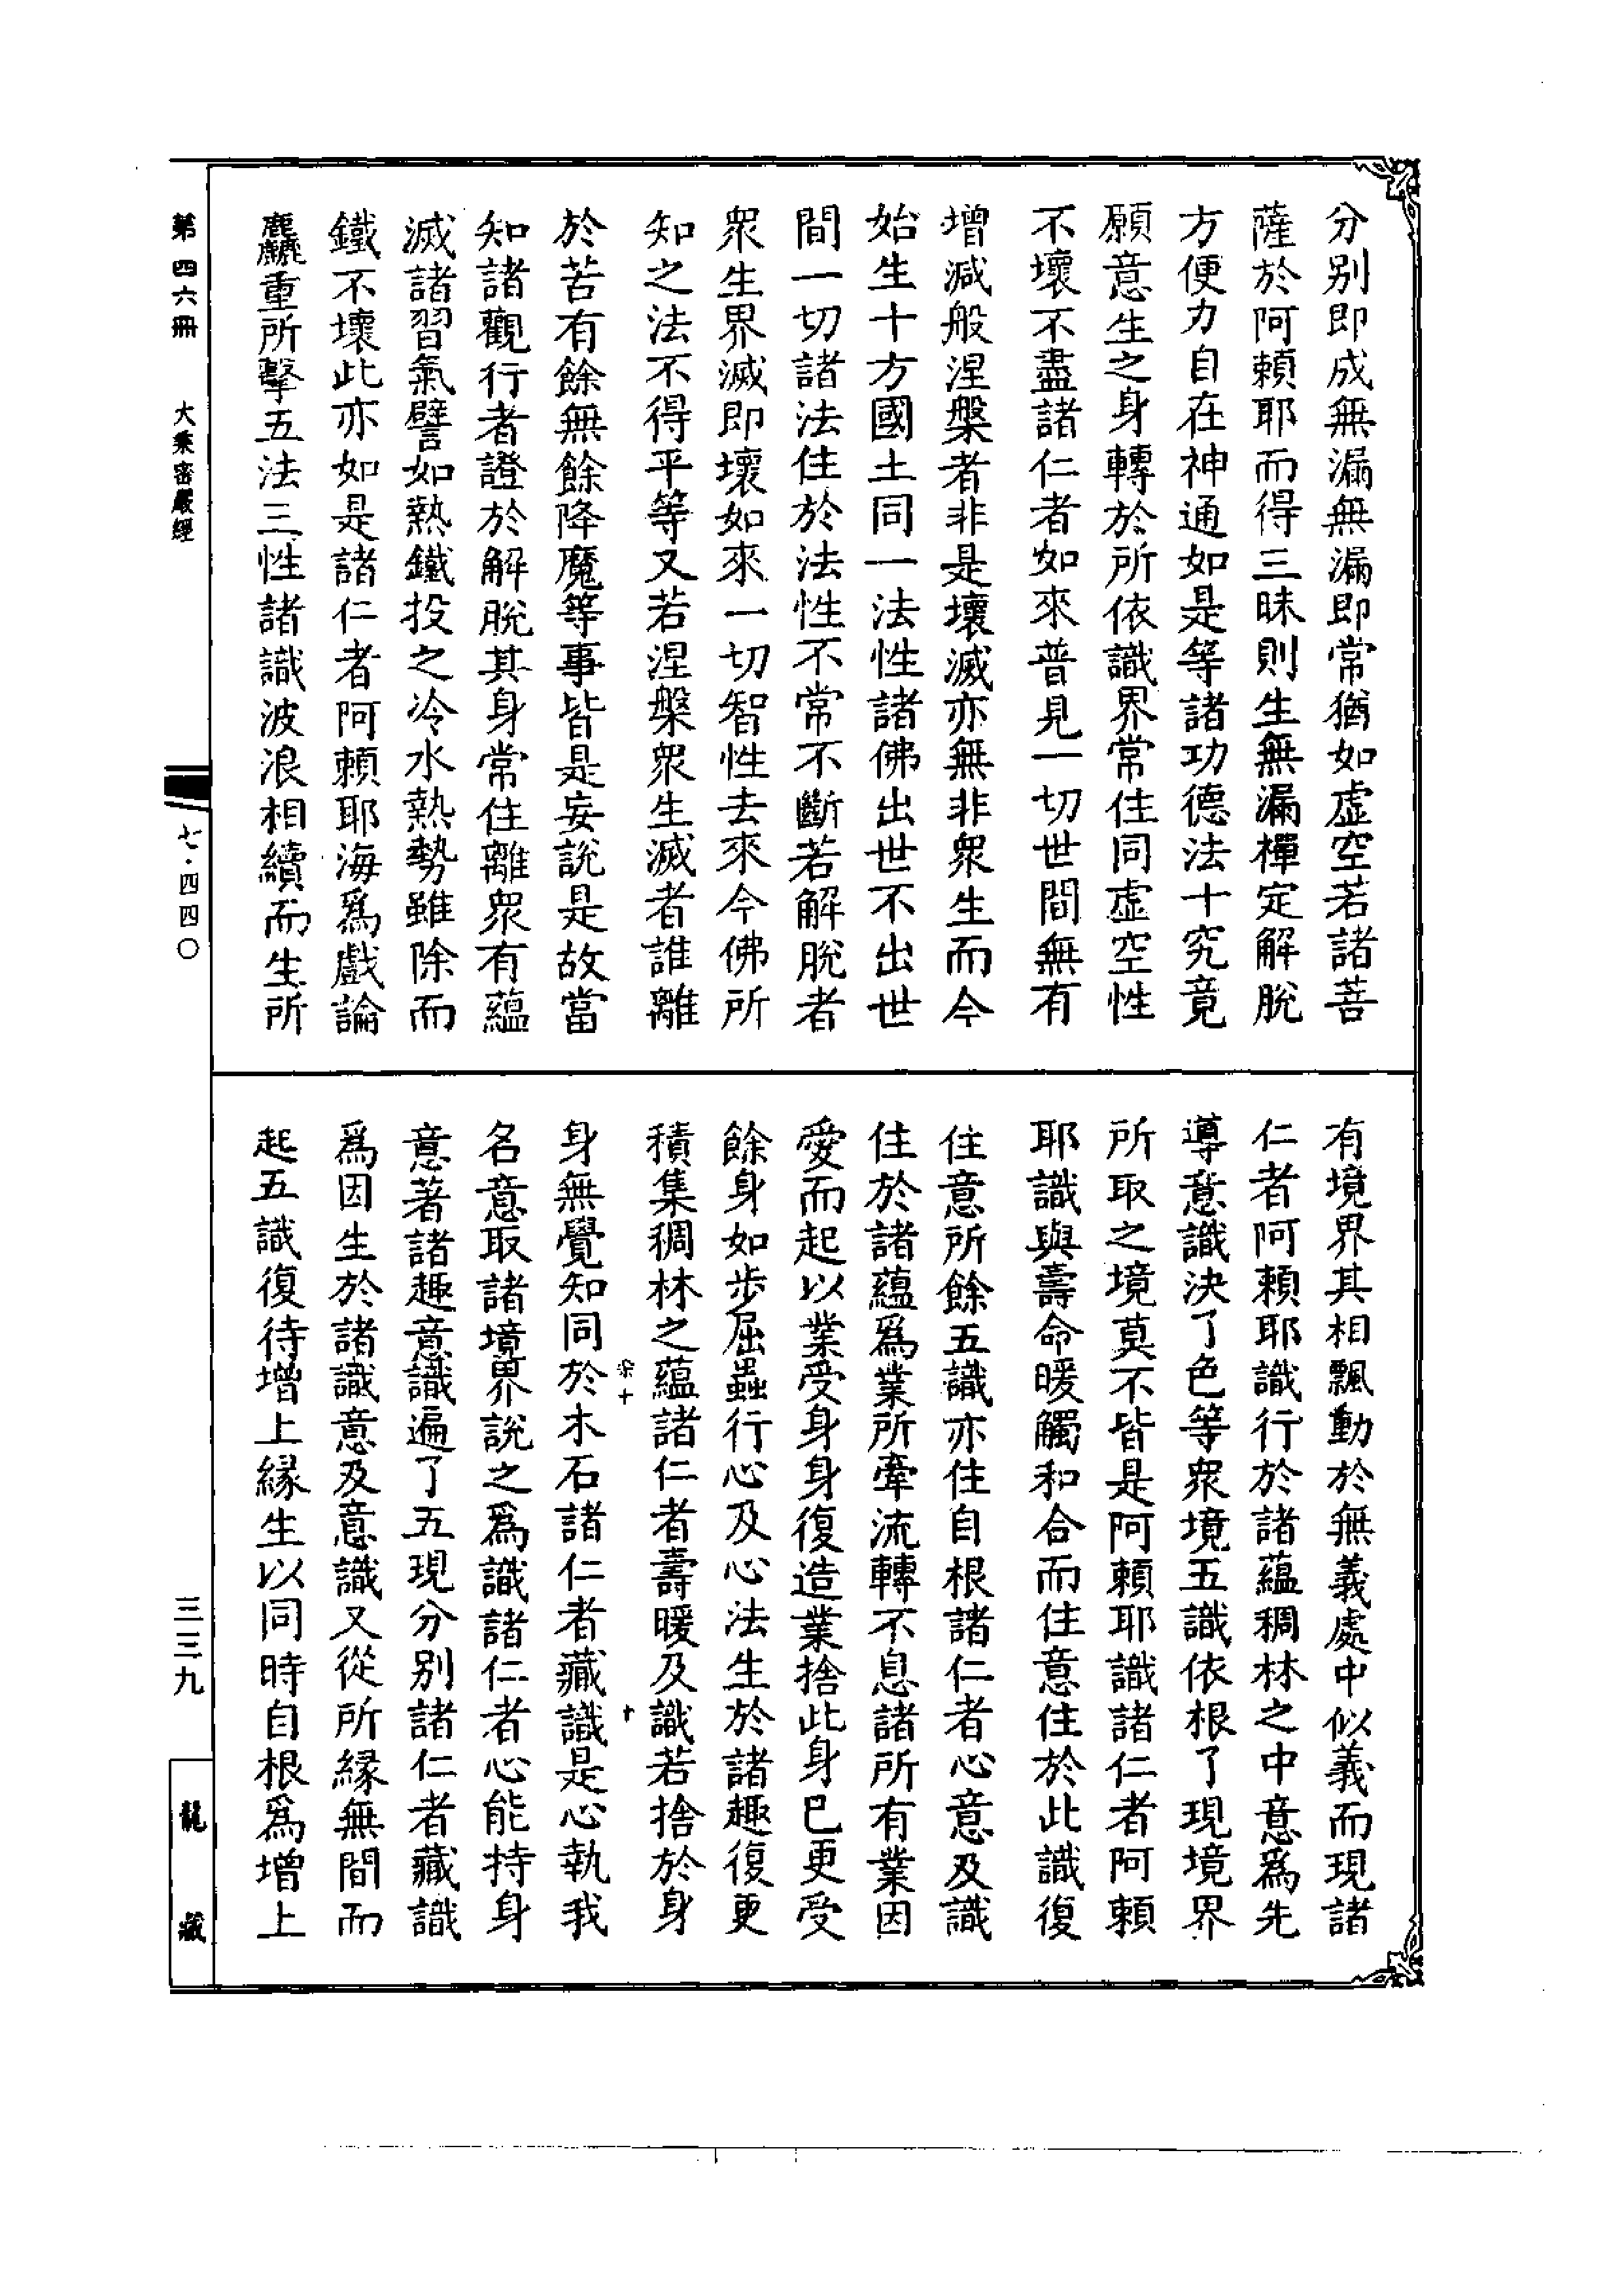 分别即成無漏無漏即常猶如虛空若諸菩
薩於阿賴耶而得三昧則生無漏禪定解脫
方便力自在神通如是等諸功德法十究竟
願意生之身轉於所依識界常住同虛空性
不壞不盡諸仁者如來普見一切世間無有
增減般涅槃者非是壞滅亦無非衆生而今
始生十方國土同一法性諸佛出世不出世
間一切諸法住於法性不常不斷若解脫者
衆生界滅即壞如來一切智性去來今佛所
知之法不得平等又若涅槃衆生滅者誰離
於苦有餘無餘降魔等事皆是妄說是故當
知諸觀行者證於解脫其身常住離衆有蘊
滅諸習氣譬如熱鐵投之冷水熱勢雖除而
鐵不壞此亦如是諸仁者阿賴耶海爲戲論
麤重所擊五法三性諸識波浪相續而生所
有境界其相飄動於無義處中似義而現諸
仁者阿賴耶識行於諸蘊稠林之中意爲先
導意識決了色等衆境五識依根了現境界
所取之境莫不皆是阿賴耶識諸仁者阿賴
耶識與壽命暖觸和合而住意住於此識復
住意所餘五識亦住自根諸仁者心意及識
住於諸蘊爲業所牽流轉不息諸所有業因
愛而起以業受身身復造業捨此身已更受
餘身如步屈蟲行心及心法生於諸趣復更
積集稠林之蘊諸仁者壽暖及識若捨於身
身無覺知同於木石諸仁者藏識是心執我
名意取諸境界說之爲識諸仁者心能持身
意著諸趣意識遍了五現分别諸仁者藏識
爲因生於諸識意及意識又從所緣無間而
起五識復待增上緣生以同時自根爲增上
第四六冊
大乘密嚴經
七·四四〇
三三九
龍藏